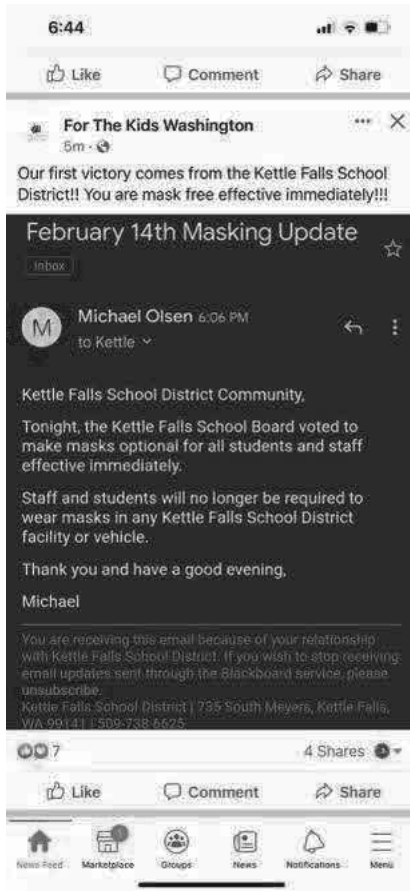 6:44
Like Comment Share
For The Kids Washington
5m
Our first victory comes from the Kettle Falls School
District!! You are mask free effective immediately!!!
February 14th Masking Update
Inbox
M
Michael Olsen 6:06 PM
to Kettle
Kettle Falls School District Community,
Tonight, the Kettle Falls School Board voted to
make masks optional for all students and staff
effective immediately.
Staff and students will no longer be required to
wear masks in any Kettle Falls School District
facility or vehicle.
Thank you and have a good evening,
Michael
You are receiving this email because of your relationship
with Kettle Falls School District. If you wish to stop receiving
email updates sent through the Blackboard service, please
unsubscribe.
Kettle Falls School District | 735 South Meyers, Kettle Falls,
WA 99141 | 509-738-6625
7 4 Shares
Like Comment Share
News Feed Marketplace Groups News Notifications Menu